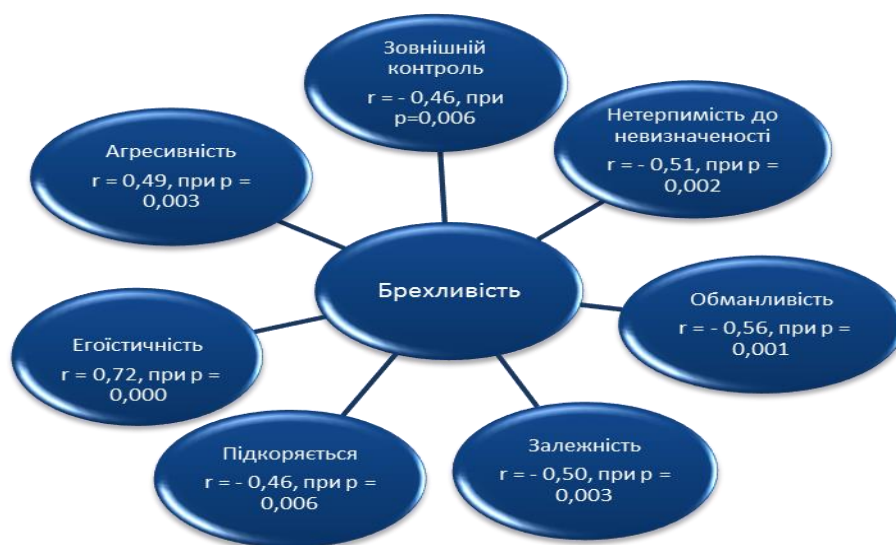 Зовнішній
контроль
r = - 0,46, при
p=0,006
Нетерпимість до
невизначеності
r = - 0,51, при p =
0,002
Агресивність
r = 0,49, при p =
0,003
Брехливість
Обманливість
r = - 0,56, при p =
0,001
Егоїстичність
r = 0,72, при p =
0,000
Підкоряється
r = - 0,46, при p =
0,006
Залежність
r = - 0,50, при p =
0,003